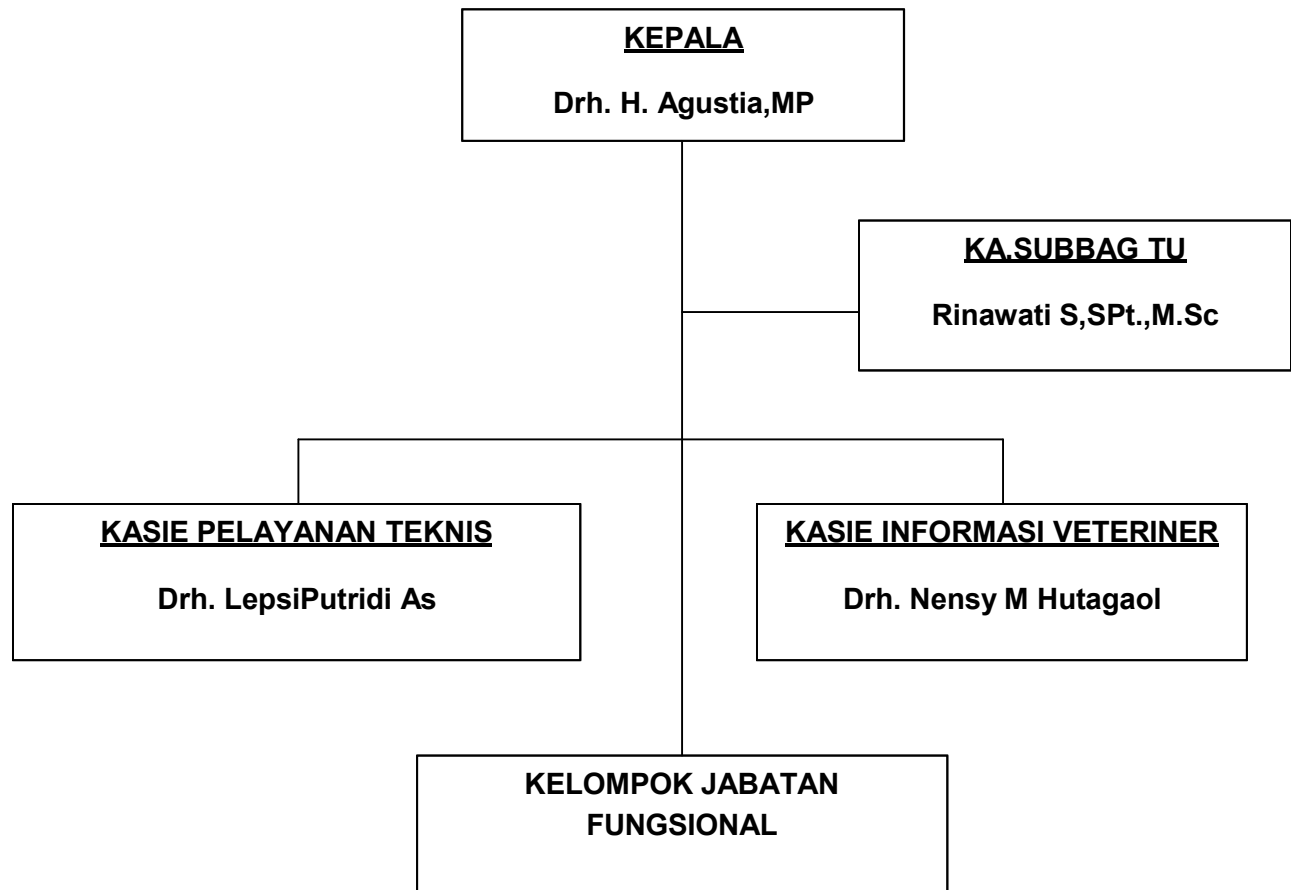 KEPALA
Drh. H. Agustia,MP
KA.SUBBAG TU
Rinawati S,SPt.,M.Sc
KASIE PELAYANAN TEKNIS
Drh. LepsiPutridi As
KASIE INFORMASI VETERINER
Drh. Nensy M Hutagaol
KELOMPOK JABATAN
FUNGSIONAL